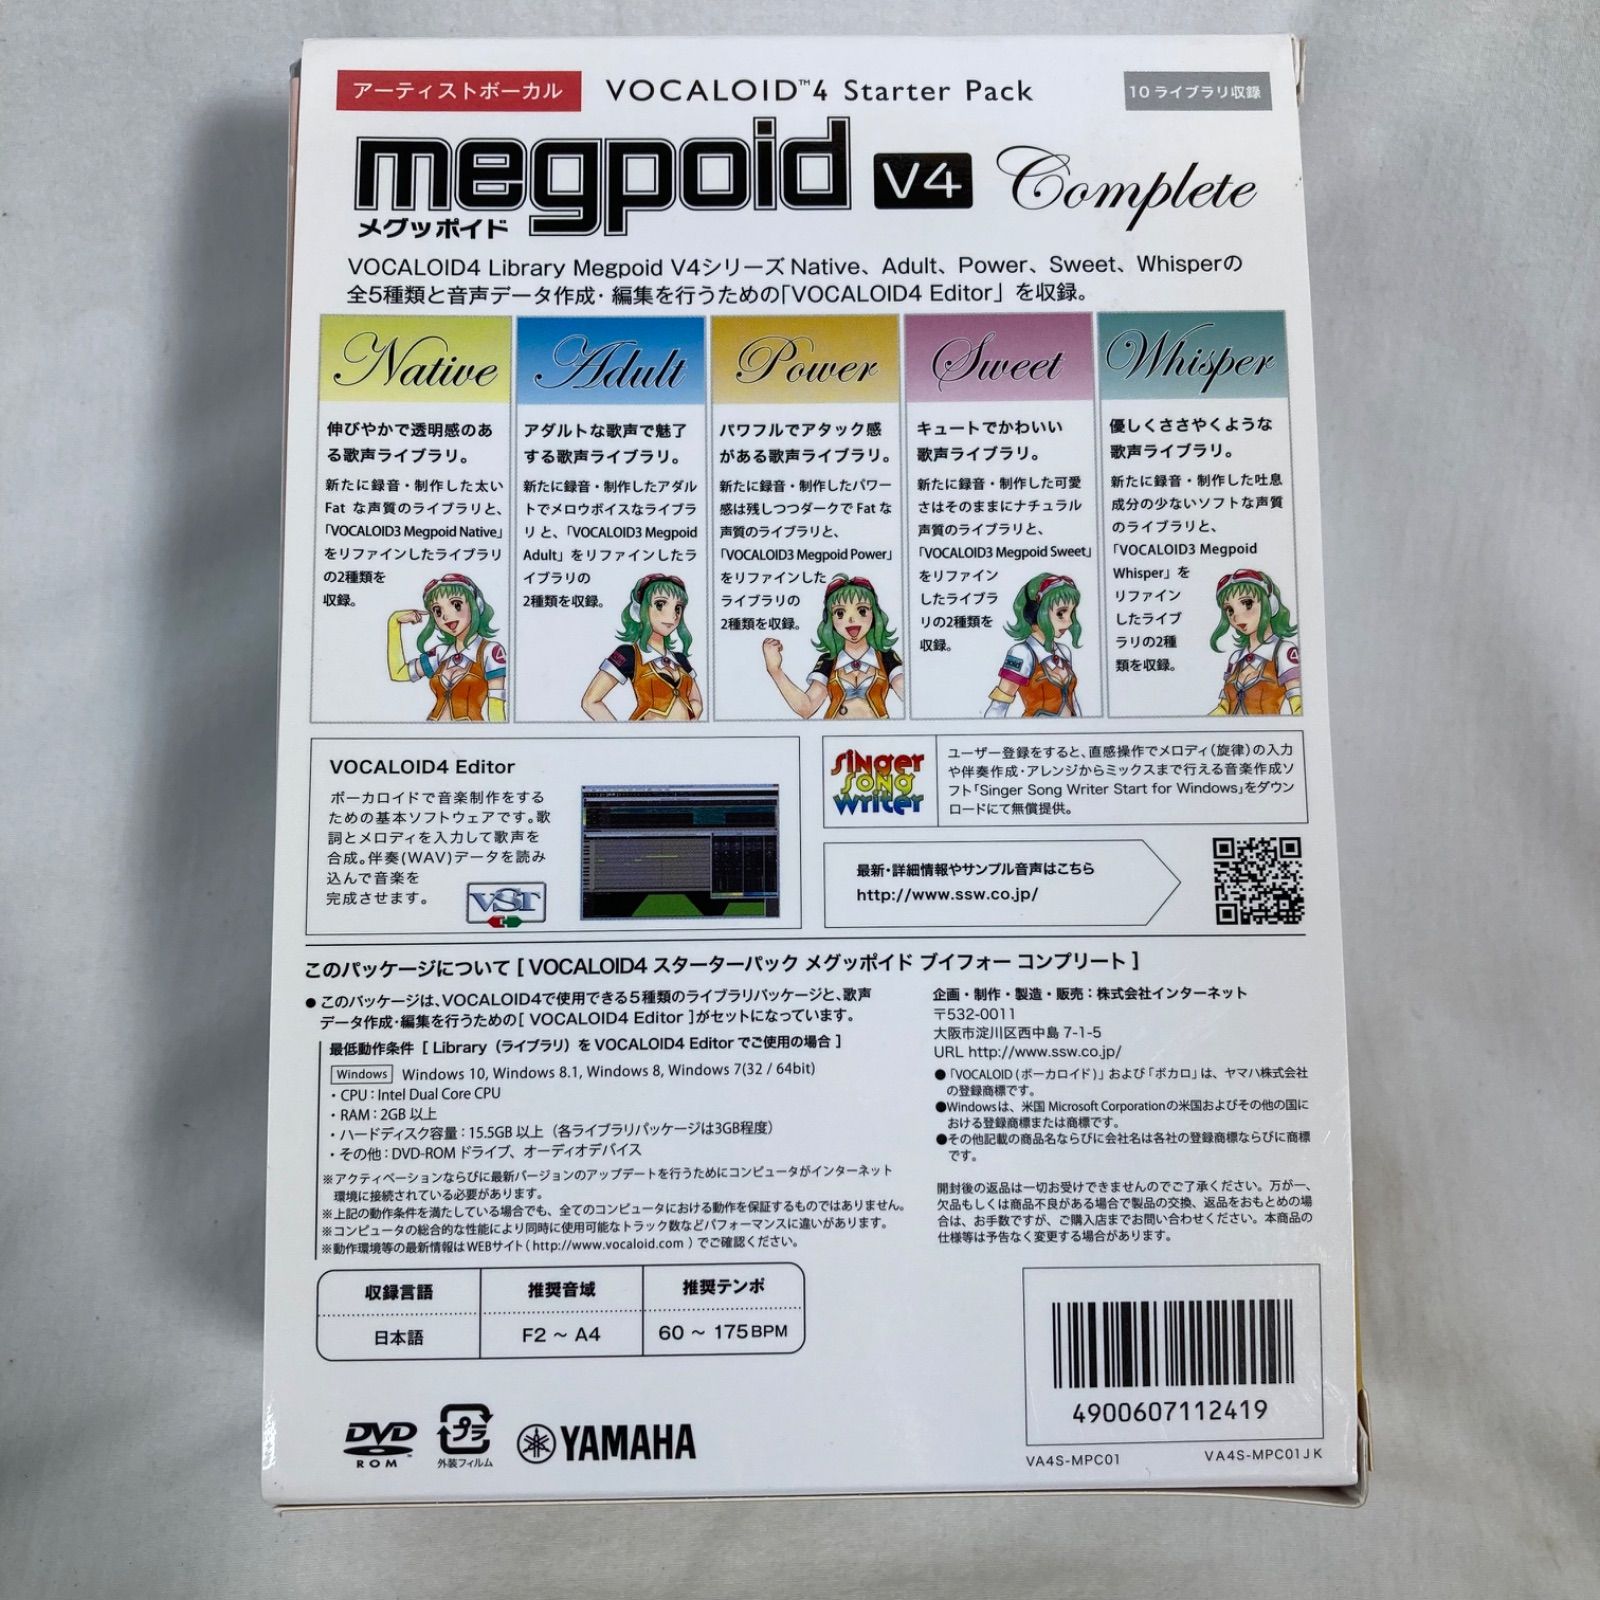 アーティストボーカル
VOCALOID™4 Starter Pack
10 ライブラリ収録
megpoid V4 Complete
メグッポイド
VOCALOID4 Library Megpoid V4シリーズ Native、Adult、Power、Sweet、Whisperの
全5種類と音声データ作成・編集を行うための「VOCALOID4 Editor」を収録。
Native
伸びやかで透明感のあ
る歌声ライブラリ。
新たに録音・制作した太い
Fat な声質のライブラリと、
「VOCALOID3 Megpoid Native」
をリファインしたライブラリ
の2種類を
収録。
Adult
アダルトな歌声で魅了
する歌声ライブラリ。
新たに録音・制作したアダル
トでメロウボイスなライブラ
リ と、「VOCALOID3 Megpoid
Adult」をリファインしたラ
イブラリの
2種類を収録。
Power
パワフルでアタック感
がある歌声ライブラリ。
新たに録音・制作したパワー
感は残しつつダークで Fat な
声質のライブラリと、
「VOCALOID3 Megpoid Power」
をリファインした
ライブラリの
2種類を収録。
Sweet
キュートでかわいい
歌声ライブラリ。
新たに録音・制作した可愛
さはそのままにナチュラル
声質のライブラリと、
「VOCALOID3 Megpoid Sweet」
をリファイン
したライブラ
リの2種類を
収録。
Whisper
優しくささやくような
歌声ライブラリ。
新たに録音・制作した吐息
成分の少ないソフトな声質
のライブラリと、
「VOCALOID3 Megpoid
Whisper」を
リファイン
したライブ
ラリの2種
類を収録。
VOCALOID4 Editor
ボーカロイドで音楽制作をする
ための基本ソフトウェアです。歌
詞とメロディを入力して歌声を
合成。伴奏(WAV)データを読み
込んで音楽を
完成させます。
VST
singer
song
writer
ユーザー登録をすると、直感操作でメロディ(旋律)の入力
や伴奏作成・アレンジからミックスまで行える音楽作成ソ
フト「Singer Song Writer Start for Windows」をダウン
ロードにて無償提供。
最新・詳細情報やサンプル音声はこちら
http://www.ssw.co.jp/
このパッケージについて [ VOCALOID4 スターターパック メグッポイド ブイフォー コンプリート ]
● このパッケージは、VOCALOID4で使用できる5種類のライブラリパッケージと、歌声
データ作成・編集を行うための[ VOCALOID4 Editor ]がセットになっています。
最低動作条件 [ Library（ライブラリ）を VOCALOID4 Editor でご使用の場合 ]
Windows Windows 10, Windows 8.1, Windows 8, Windows 7(32 / 64bit)
・CPU：Intel Dual Core CPU
・RAM：2GB 以上
・ハードディスク容量：15.5GB 以上（各ライブラリパッケージは3GB程度）
・その他：DVD-ROM ドライブ、オーディオデバイス
※アクティベーションならびに最新バージョンのアップデートを行うためにコンピュータがインターネット
環境に接続されている必要があります。
※上記の動作条件を満たしている場合でも、全てのコンピュータにおける動作を保証するものではありません。
※コンピュータの総合的な性能により同時に使用可能なトラック数などパフォーマンスに違いがあります。
※動作環境等の最新情報はWEBサイト( http://www.vocaloid.com ) でご確認ください。
企画・制作・製造・販売：株式会社インターネット
〒532-0011
大阪市淀川区西中島 7-1-5
URL http://www.ssw.co.jp/
●「VOCALOID (ボーカロイド)」および「ボカロ」は、ヤマハ株式会社
の登録商標です。
●Windowsは、米国 Microsoft Corporationの米国およびその他の国に
おける登録商標または商標です。
●その他記載の商品名ならびに会社名は各社の登録商標ならびに商標
です。
開封後の返品は一切お受けできませんのでご了承ください。万が一、
欠品もしくは商品不良がある場合で製品の交換、返品をおもとめの場
合は、お手数ですが、ご購入店までお問い合わせください。本商品の
仕様等は予告なく変更する場合があります。
収録言語 推奨音域 推奨テンポ
日本語 F2 ～ A4 60 ～ 175BPM
DVD
ROM
プラ
外装フィルム
YAMAHA
4900607112419
VA4S-MPC01 VA4S-MPC01JK